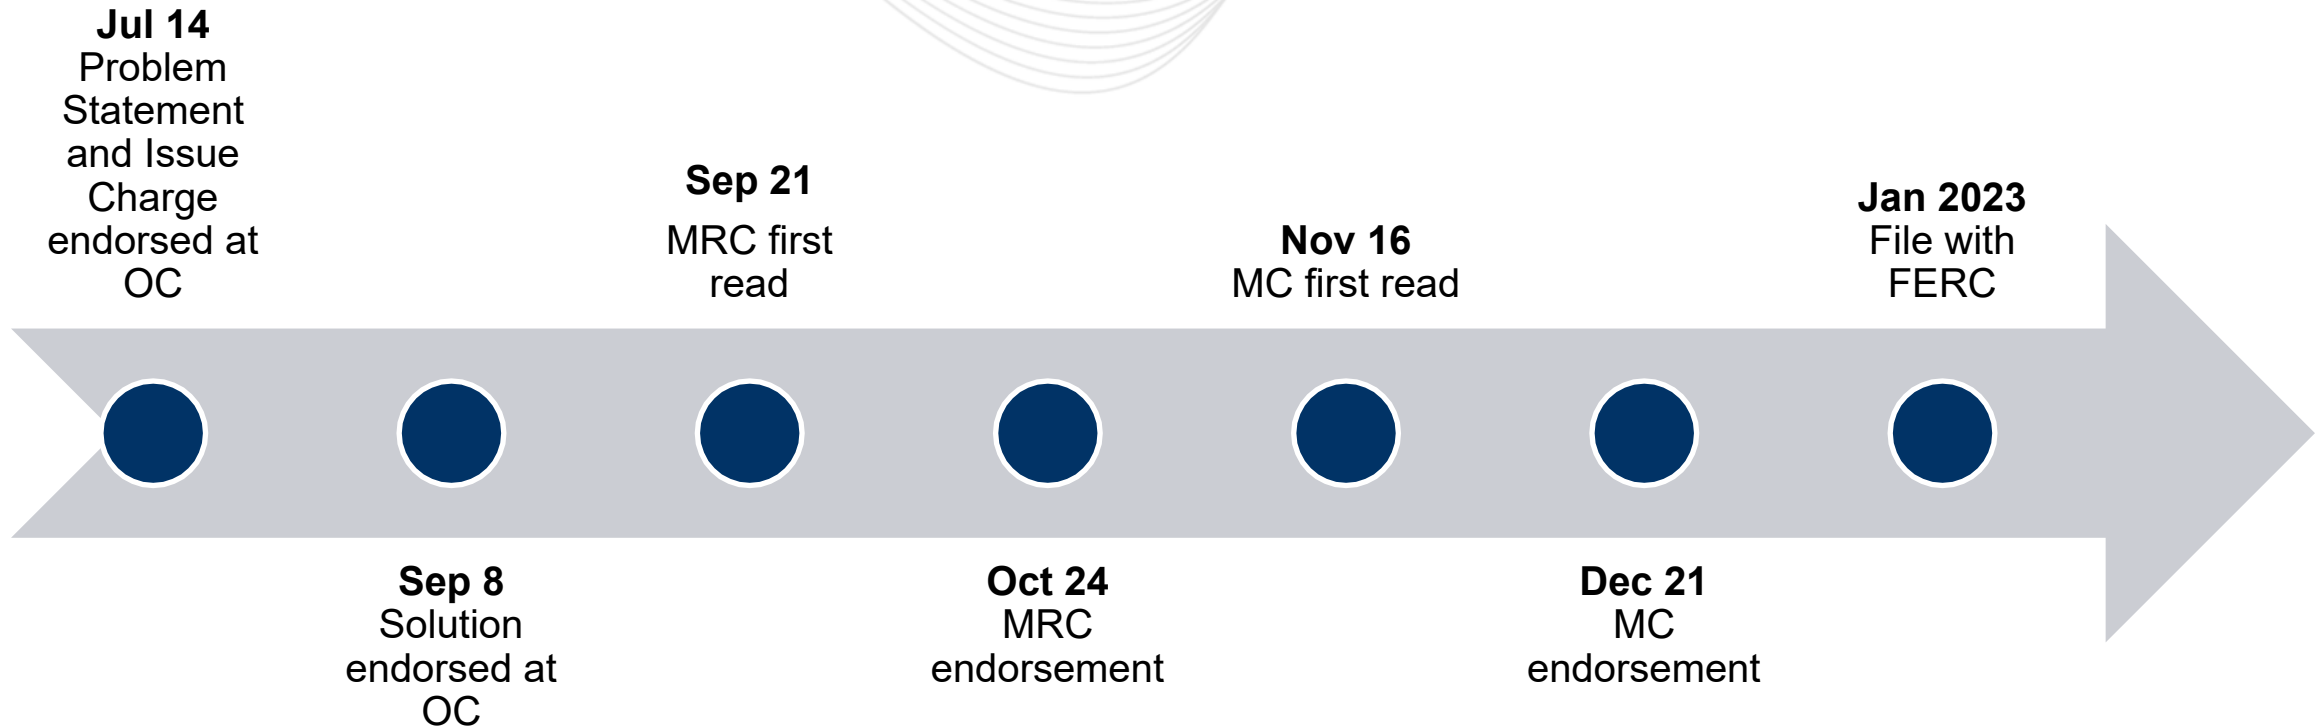 Jul 14
Problem
Statement
and Issue
Charge
endorsed at
OC
Sep 8
Solution
endorsed at
OC
Sep 21
MRC first
read
Oct 24
MRC
endorsement
Nov 16
MC first read
Dec 21
MC
endorsement
Jan 2023
File with
FERC